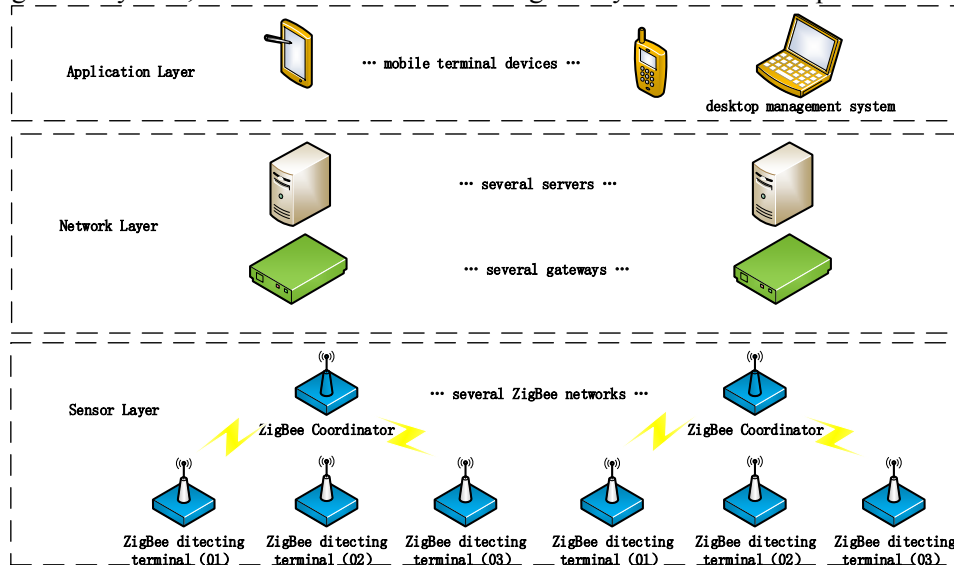 Application Layer
··· mobile terminal devices ···
desktop management system
··· several servers ···
Network Layer
··· several gateways ···
··· several ZigBee networks ···
Sensor Layer
ZigBee Coordinator
ZigBee Coordinator
ZigBee ditecting
terminal (01)
ZigBee ditecting
terminal (02)
ZigBee ditecting
terminal (03)
ZigBee ditecting
terminal (01)
ZigBee ditecting
terminal (02)
ZigBee ditecting
terminal (03)